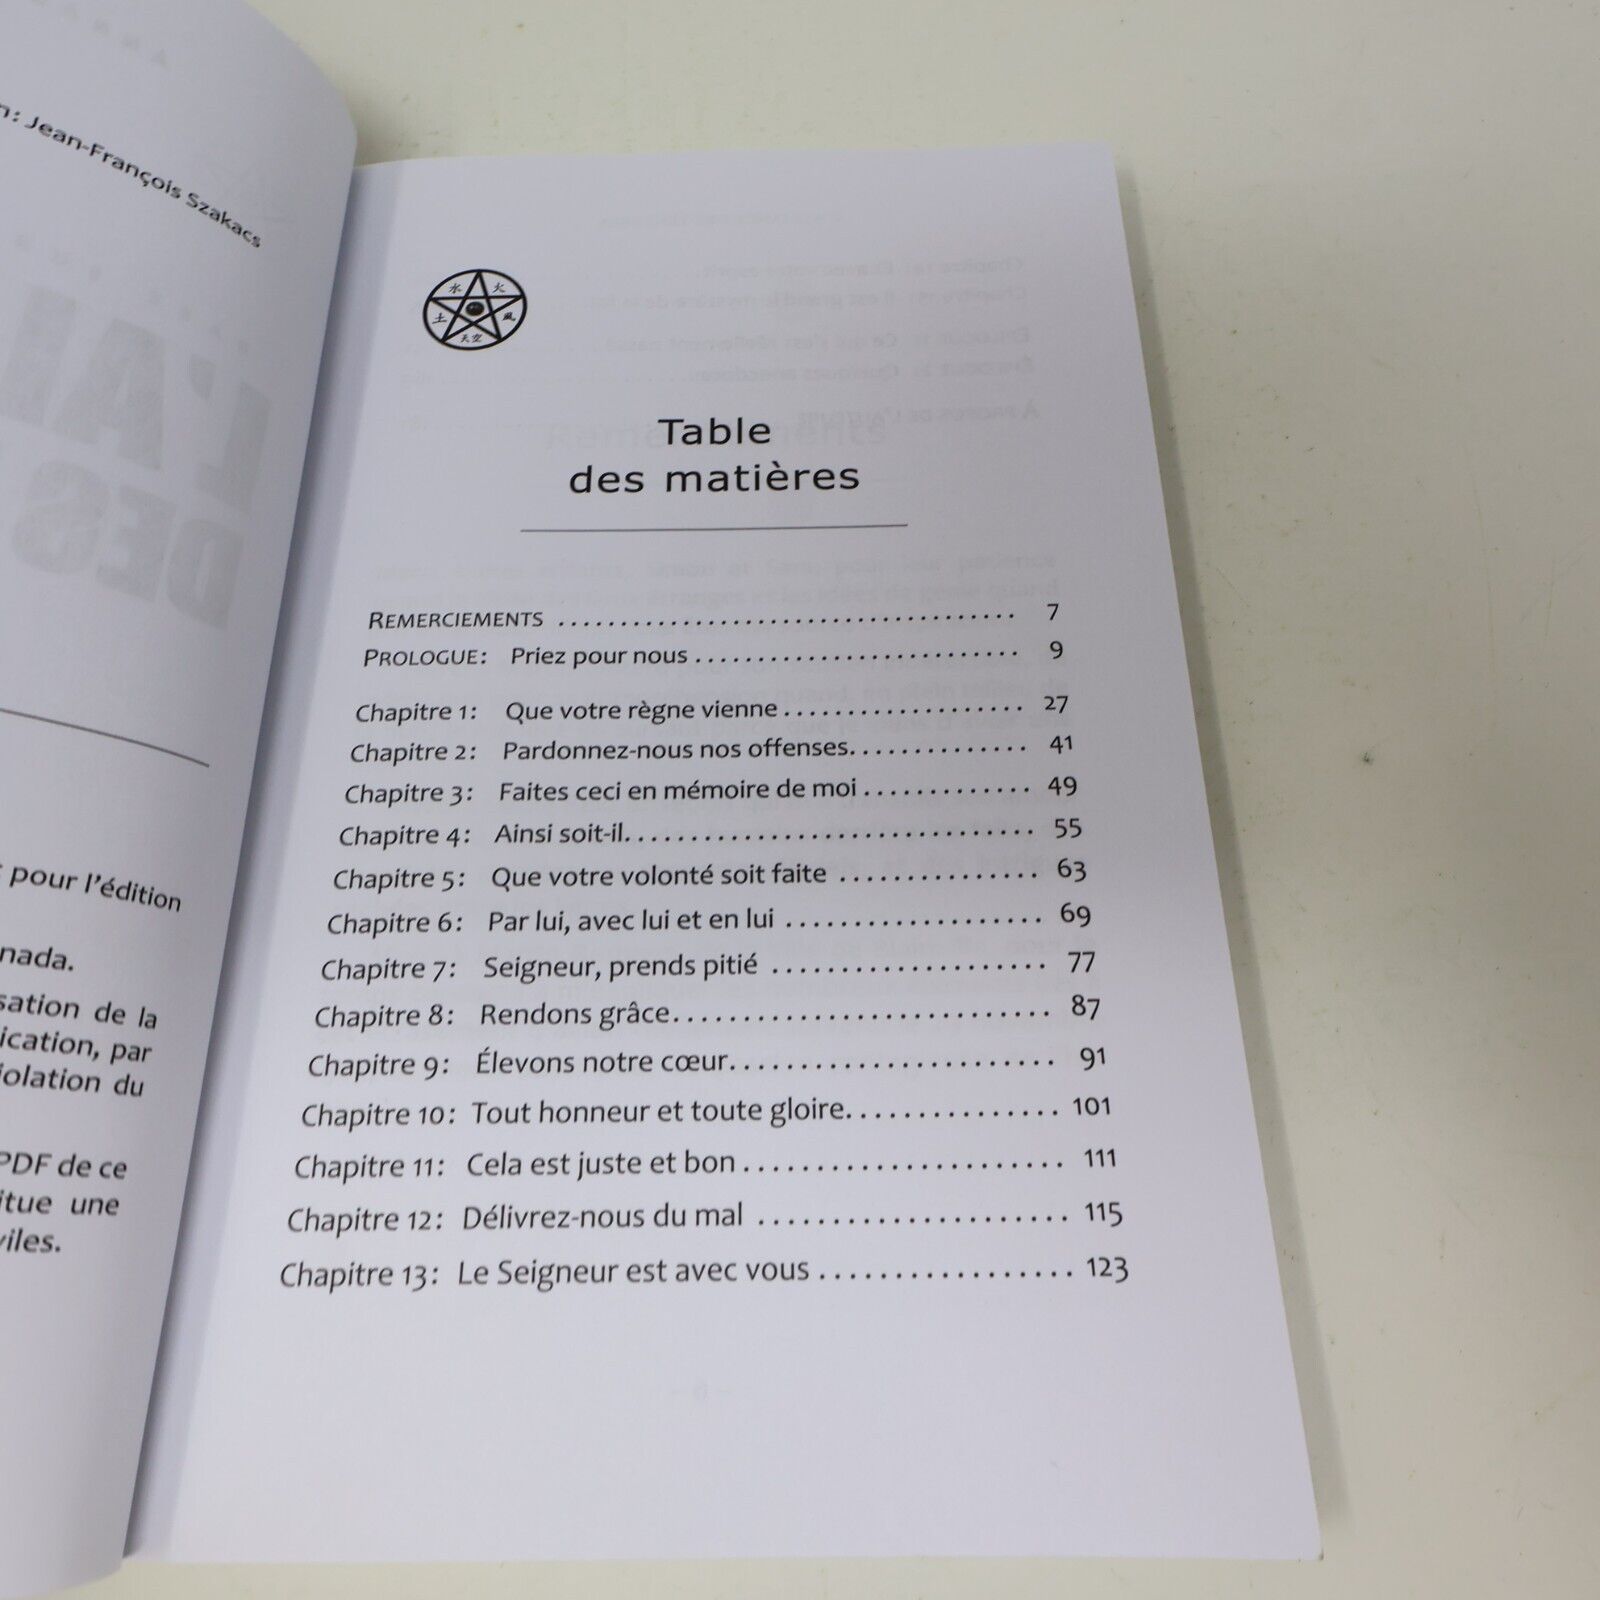 n: Jean-François Szakacs
pour l'édition
nada.
sation de la
ication, par
iolation du
PDF de ce
itue une
viles.
水 火
土 風
天空
Table
des matières
REMERCIEMENTS ..................................... 7
PROLOGUE: Priez pour nous .......................... 9
Chapitre 1: Que votre règne vienne ................... 27
Chapitre 2: Pardonnez-nous nos offenses.............. 41
Chapitre 3: Faites ceci en mémoire de moi ............. 49
Chapitre 4: Ainsi soit-il................................. 55
Chapitre 5: Que votre volonté soit faite ................ 63
Chapitre 6: Par lui, avec lui et en lui ..................... 69
Chapitre 7: Seigneur, prends pitié ...................... 77
Chapitre 8: Rendons grâce.............................. 87
Chapitre 9: Élevons notre cœur......................... 91
Chapitre 10: Tout honneur et toute gloire............... 101
Chapitre 11: Cela est juste et bon ...................... 111
Chapitre 12: Délivrez-nous du mal ..................... 115
Chapitre 13: Le Seigneur est avec vous ................. 123